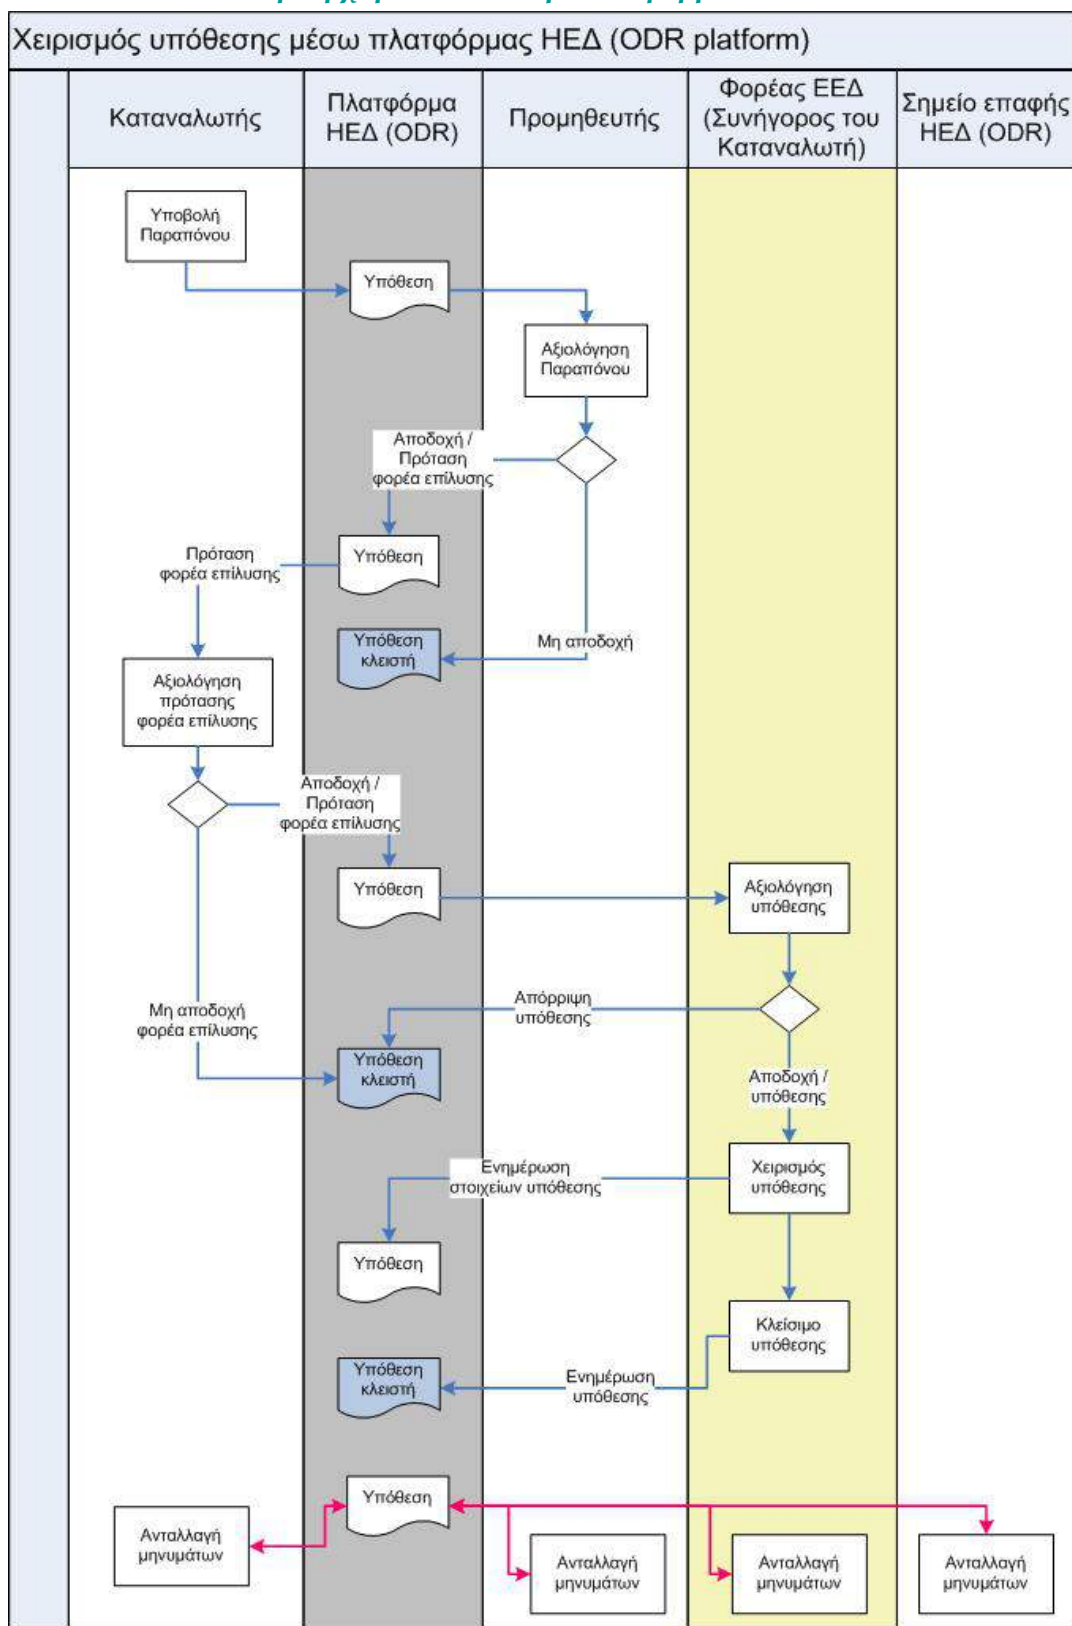 Χειρισμός υπόθεσης μέσω πλατφόρμας ΗΕΔ (ODR platform)
Καταναλωτής
Πλατφόρμα
ΗΕΔ (ODR)
Προμηθευτής
Φορέας ΕΕΔ
(Συνήγορος του
Καταναλωτή)
Σημείο επαφής
ΗΕΔ (ODR)
Υποβολή
Παραπόνου
Υπόθεση
Αξιολόγηση
Παραπόνου
Αποδοχή /
Πρόταση
φορέα επίλυσης
Υπόθεση
Πρόταση
φορέα επίλυσης
Υπόθεση
κλειστή
Μη αποδοχή
Αξιολόγηση
πρότασης
φορέα επίλυσης
Αποδοχή /
Πρόταση
φορέα επίλυσης
Υπόθεση
Αξιολόγηση
υπόθεσης
Μη αποδοχή
φορέα επίλυσης
Απόρριψη
υπόθεσης
Υπόθεση
κλειστή
Αποδοχή /
υπόθεσης
Ενημέρωση
στοιχείων υπόθεσης
Χειρισμός
υπόθεσης
Υπόθεση
Κλείσιμο
υπόθεσης
Υπόθεση
κλειστή
Ενημέρωση
υπόθεσης
Υπόθεση
Ανταλλαγή
μηνυμάτων
Ανταλλαγή
μηνυμάτων
Ανταλλαγή
μηνυμάτων
Ανταλλαγή
μηνυμάτων